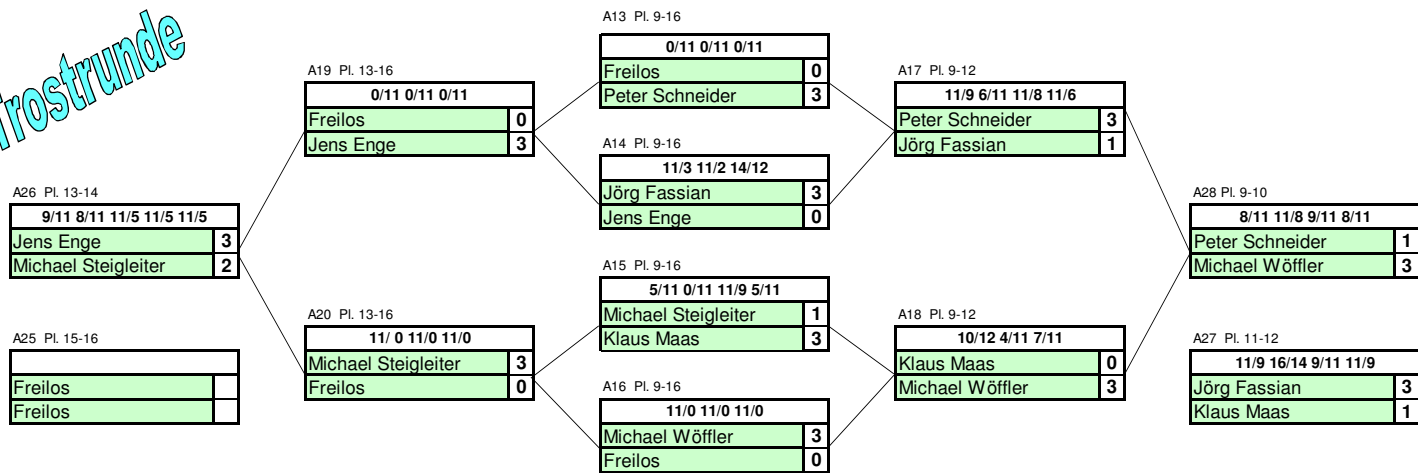 Trostrunde
A26 Pl. 13-14
9/11 8/11 11/5 11/5 11/5
Jens Enge 3
Michael Steigleiter 2
A25 Pl. 15-16
Freilos
Freilos
A19 Pl. 13-16
0/11 0/11 0/11
Freilos 0
Jens Enge 3
A20 Pl. 13-16
11/ 0 11/0 11/0
Michael Steigleiter 3
Freilos 0
A13 Pl. 9-16
0/11 0/11 0/11
Freilos 0
Peter Schneider 3
A14 Pl. 9-16
11/3 11/2 14/12
Jörg Fassian 3
Jens Enge 0
A15 Pl. 9-16
5/11 0/11 11/9 5/11
Michael Steigleiter 1
Klaus Maas 3
A16 Pl. 9-16
11/0 11/0 11/0
Michael Wöffler 3
Freilos 0
A17 Pl. 9-12
11/9 6/11 11/8 11/6
Peter Schneider 3
Jörg Fassian 1
A18 Pl. 9-12
10/12 4/11 7/11
Klaus Maas 0
Michael Wöffler 3
A28 Pl. 9-10
8/11 11/8 9/11 8/11
Peter Schneider 1
Michael Wöffler 3
A27 Pl. 11-12
11/9 16/14 9/11 11/9
Jörg Fassian 3
Klaus Maas 1